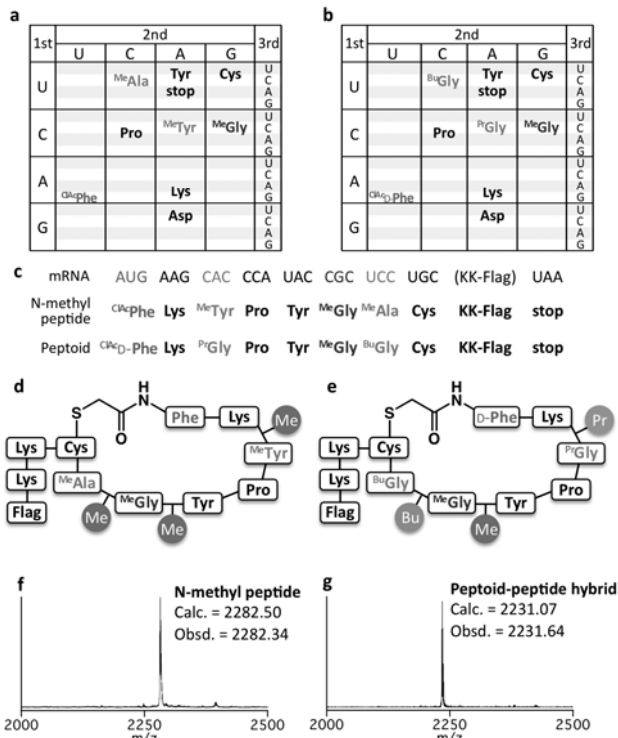 a
1st 2nd 3rd
U C A G
U MeAla Tyr stop Cys U C A G
C Pro MeTyr MeGly U C A G
A ClAcPhe Lys U C A G
G Asp U C A G
b
1st 2nd 3rd
U C A G
U BuGly Tyr stop Cys U C A G
C Pro PrGly MeGly U C A G
A ClAcD-Phe Lys U C A G
G Asp U C A G
c
mRNA AUG AAG CAC CCA UAC CGC UCC UGC (KK-Flag) UAA
N-methyl peptide ClAcPhe Lys MeTyr Pro Tyr MeGly MeAla Cys KK-Flag stop
Peptoid ClAcD-Phe Lys PrGly Pro Tyr MeGly BuGly Cys KK-Flag stop
d
H
S N
O
Phe Lys Me
Lys Cys MeTyr
Lys MeAla Pro
Flag Me MeGly Tyr
Me
e
H
S N
O
D-Phe Lys Pr
Lys Cys PrGly
Lys BuGly Pro
Flag Bu MeGly Tyr
Me
f
N-methyl peptide
Calc. = 2282.50
Obsd. = 2282.34
2000 2250 2500
m/z
g
Peptoid-peptide hybrid
Calc. = 2231.07
Obsd. = 2231.64
2000 2250 2500
m/z